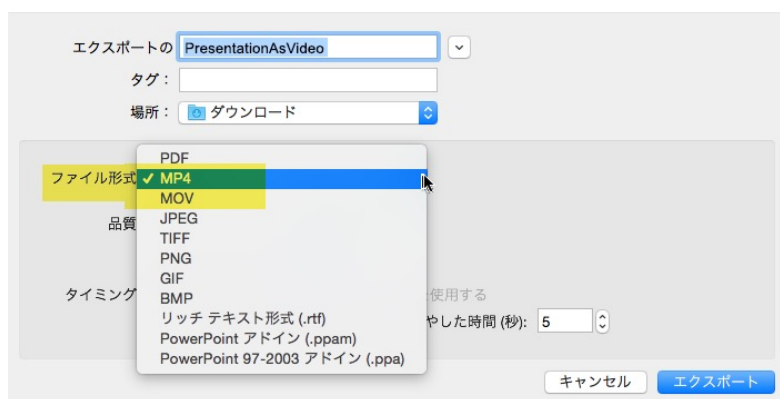 エクスポートの PresentationAsVideo
タグ：
場所： ダウンロード
PDF
ファイル形式 ✓ MP4
MOV
品質 JPEG
TIFF
PNG
GIF
タイミング BMP 使用する
リッチ テキスト形式 (.rtf) やした時間 (秒): 5
PowerPoint アドイン (.ppam)
PowerPoint 97-2003 アドイン (.ppa)
キャンセル エクスポート